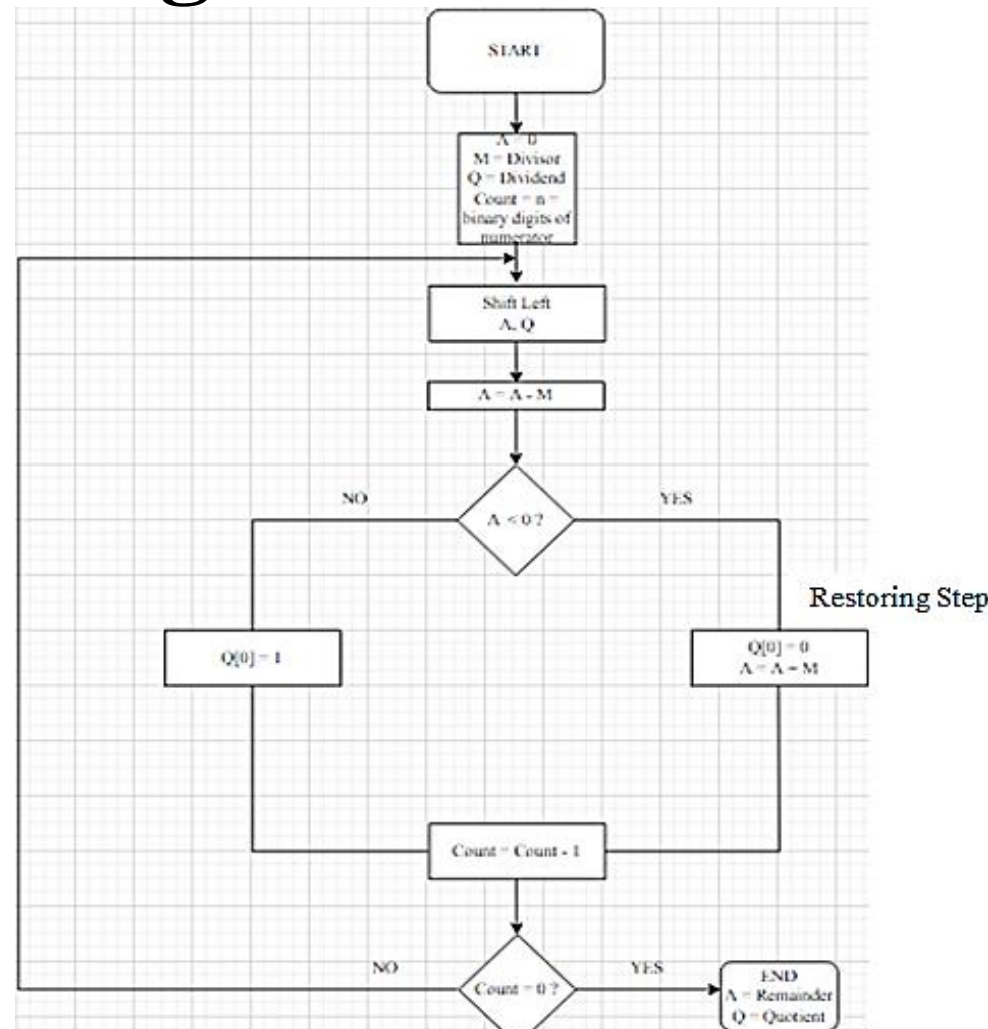 START
A = 0
M = Divisor
Q = Dividend
Count = n =
binary digits of
numerator
Shift Left
A, Q
A = A - M
NO
A < 0 ?
YES
Restoring Step
Q[0] = 1
Q[0] = 0
A = A + M
Count = Count - 1
NO
Count = 0 ?
YES
END
A = Remainder
Q = Quotient